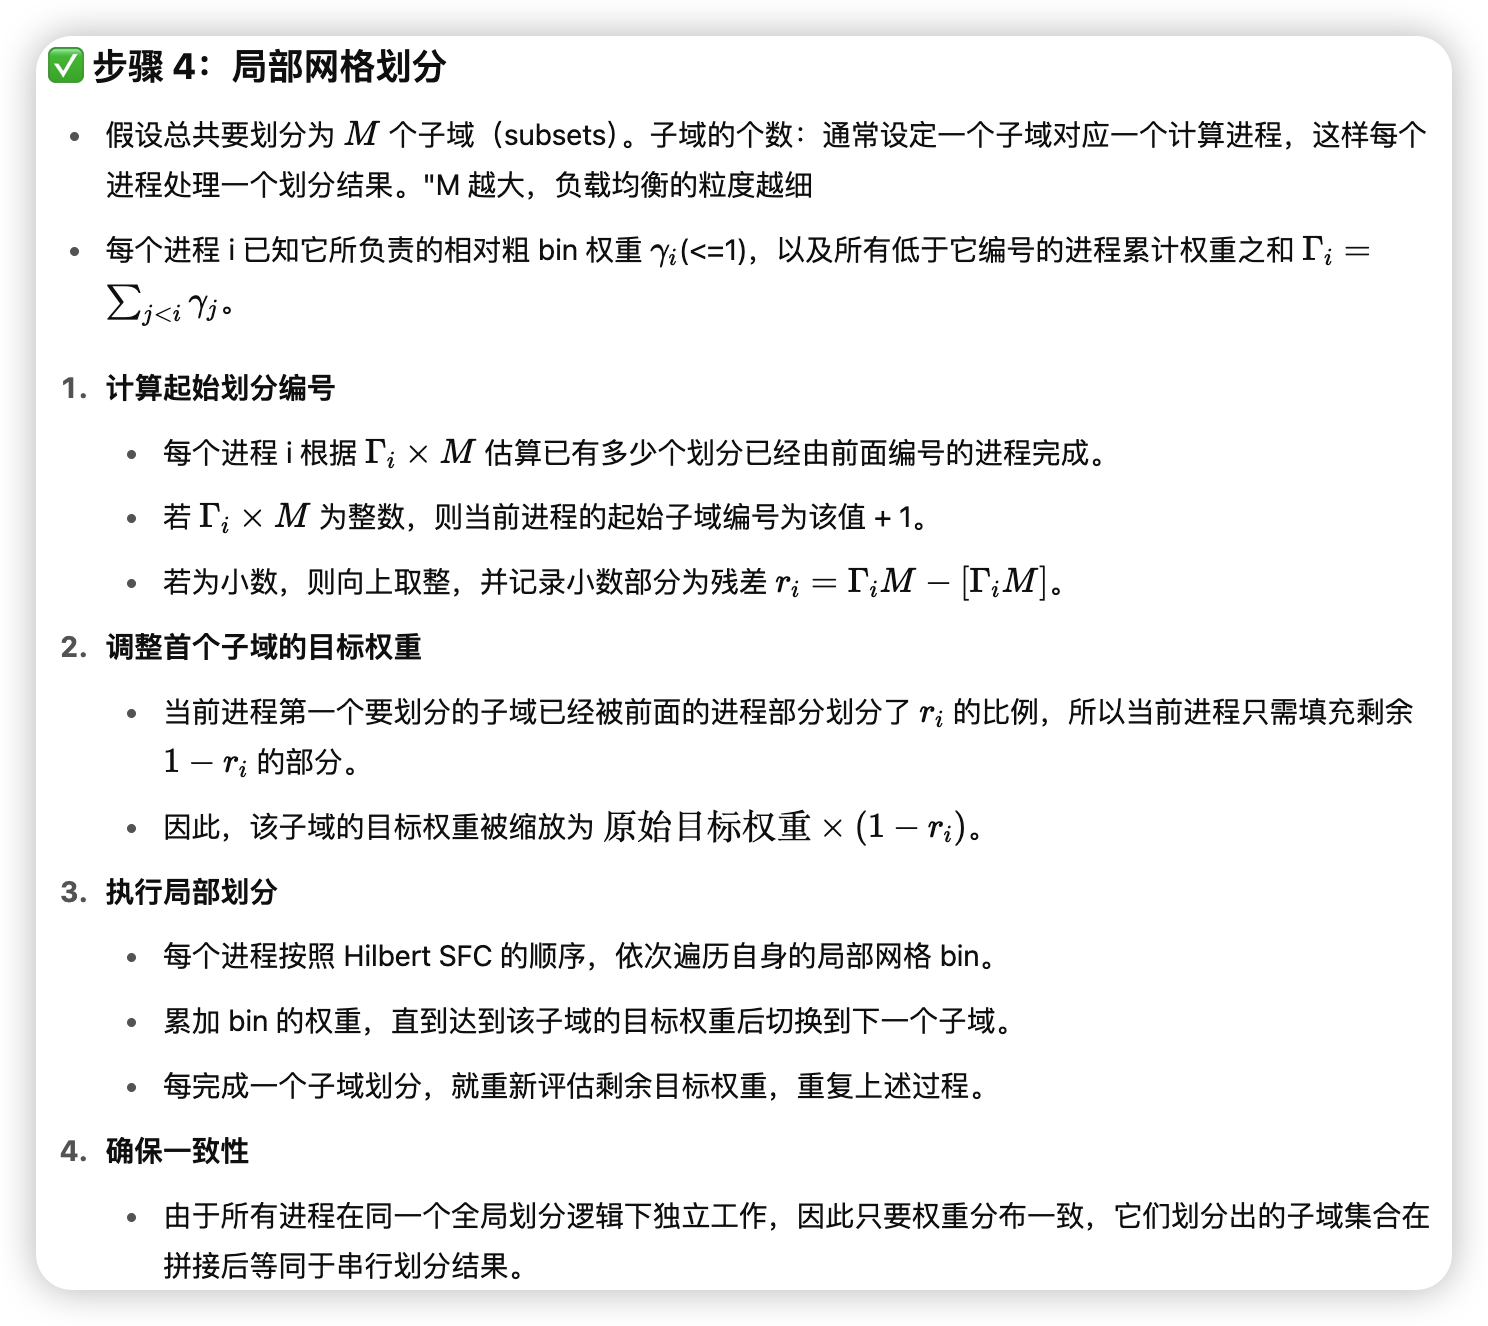 ✅ 步骤 4：局部网格划分
• 假设总共要划分为 M 个子域（subsets）。子域的个数：通常设定一个子域对应一个计算进程，这样每个
进程处理一个划分结果。"M 越大，负载均衡的粒度越细
• 每个进程 i 已知它所负责的相对粗 bin 权重 γᵢ(<=1)，以及所有低于它编号的进程累计权重之和 Γᵢ =
∑_{j<i} γⱼ。
1. 计算起始划分编号
• 每个进程 i 根据 Γᵢ × M 估算已有多少个划分已经由前面编号的进程完成。
• 若 Γᵢ × M 为整数，则当前进程的起始子域编号为该值 + 1。
• 若为小数，则向上取整，并记录小数部分为残差 rᵢ = ΓᵢM − [ΓᵢM]。
2. 调整首个子域的目标权重
• 当前进程第一个要划分的子域已经被前面的进程部分划分了 rᵢ 的比例，所以当前进程只需填充剩余
1 − rᵢ 的部分。
• 因此，该子域的目标权重被缩放为 原始目标权重 × (1 − rᵢ)。
3. 执行局部划分
• 每个进程按照 Hilbert SFC 的顺序，依次遍历自身的局部网格 bin。
• 累加 bin 的权重，直到达到该子域的目标权重后切换到下一个子域。
• 每完成一个子域划分，就重新评估剩余目标权重，重复上述过程。
4. 确保一致性
• 由于所有进程在同一个全局划分逻辑下独立工作，因此只要权重分布一致，它们划分出的子域集合在
拼接后等同于串行划分结果。